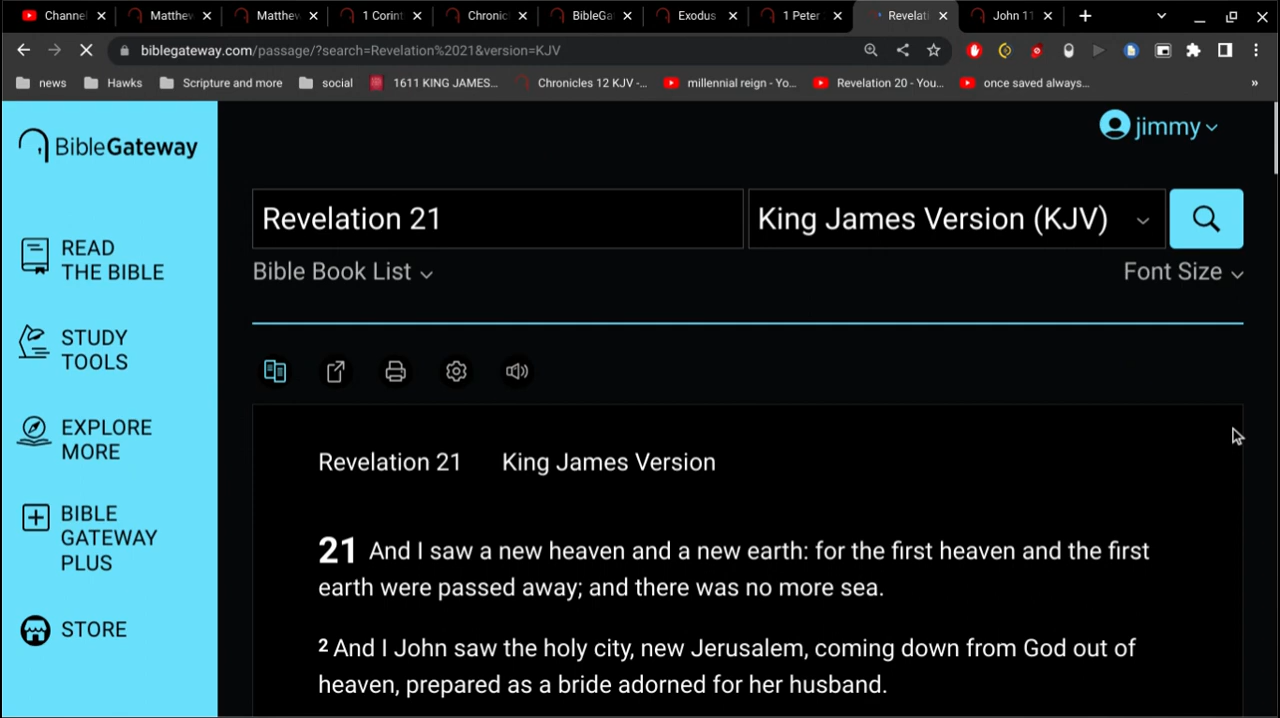 Channel Matthew Matthew 1 Corint Chronic BibleGa Exodus 1 Peter Revelati John 11
biblegateway.com/passage/?search=Revelation%2021&version=KJV
news Hawks Scripture and more social 1611 KING JAMES... Chronicles 12 KJV -... millennial reign - Yo... Revelation 20 - You... once saved always... »
BibleGateway
jimmy
Revelation 21 King James Version (KJV)
Bible Book List Font Size
READ
THE BIBLE
STUDY
TOOLS
EXPLORE
MORE
BIBLE
GATEWAY
PLUS
STORE
Revelation 21 King James Version
21 And I saw a new heaven and a new earth: for the first heaven and the first
earth were passed away; and there was no more sea.
2 And I John saw the holy city, new Jerusalem, coming down from God out of
heaven, prepared as a bride adorned for her husband.